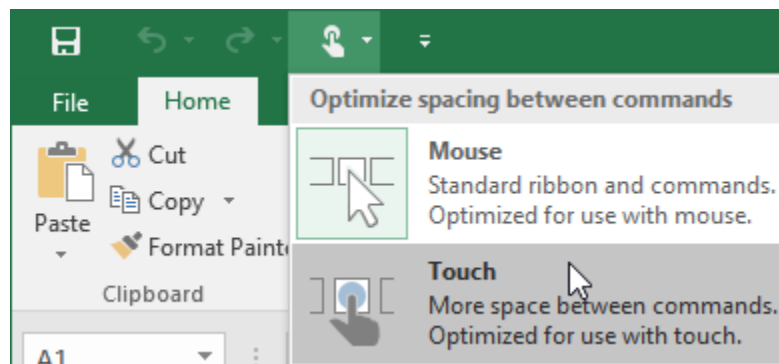 File
Home
Optimize spacing between commands
Cut
Copy
Format Painte
Paste
Clipboard
Mouse
Standard ribbon and commands.
Optimized for use with mouse.
Touch
More space between commands.
Optimized for use with touch.
A1